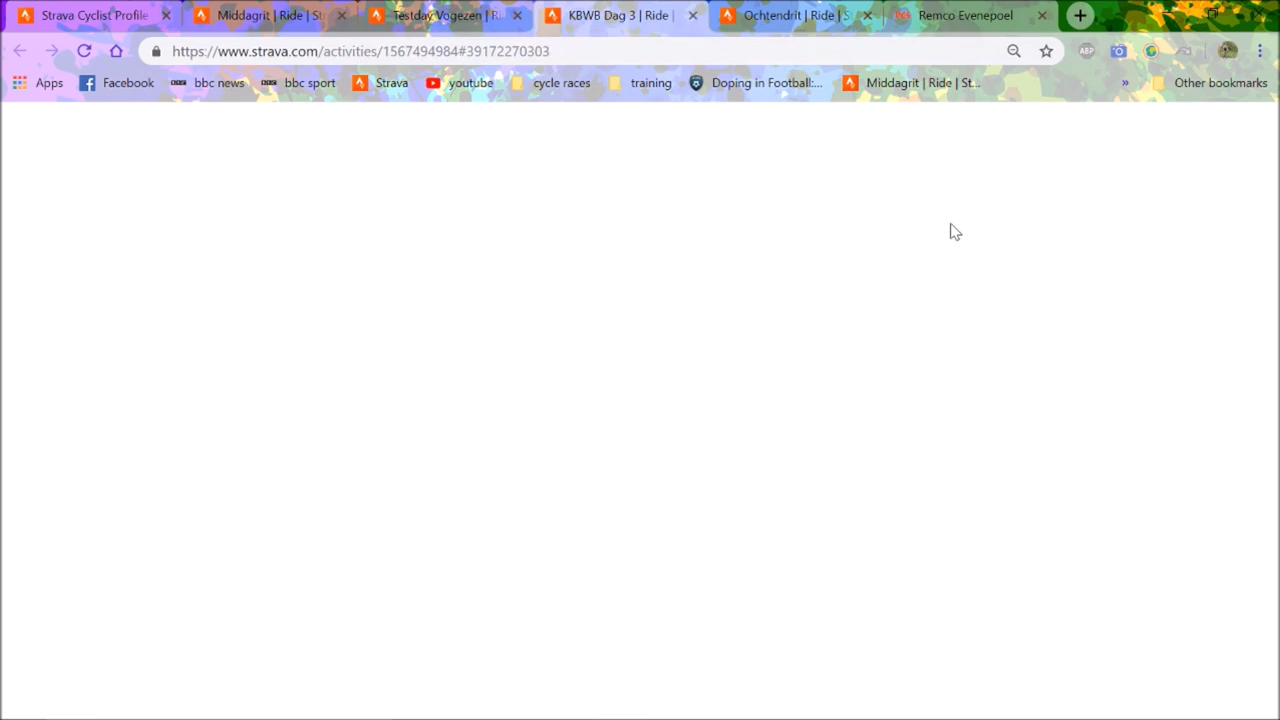 Strava Cyclist Profile
Middagrit | Ride | St
Testday Vogezen | Ri
KBWB Dag 3 | Ride |
Ochtendrit | Ride | S
Remco Evenepoel
https://www.strava.com/activities/1567494984#39172270303
ABP
Apps
Facebook
bbc news
bbc sport
Strava
youtube
cycle races
training
Doping in Football:...
Middagrit | Ride | St...
»
Other bookmarks